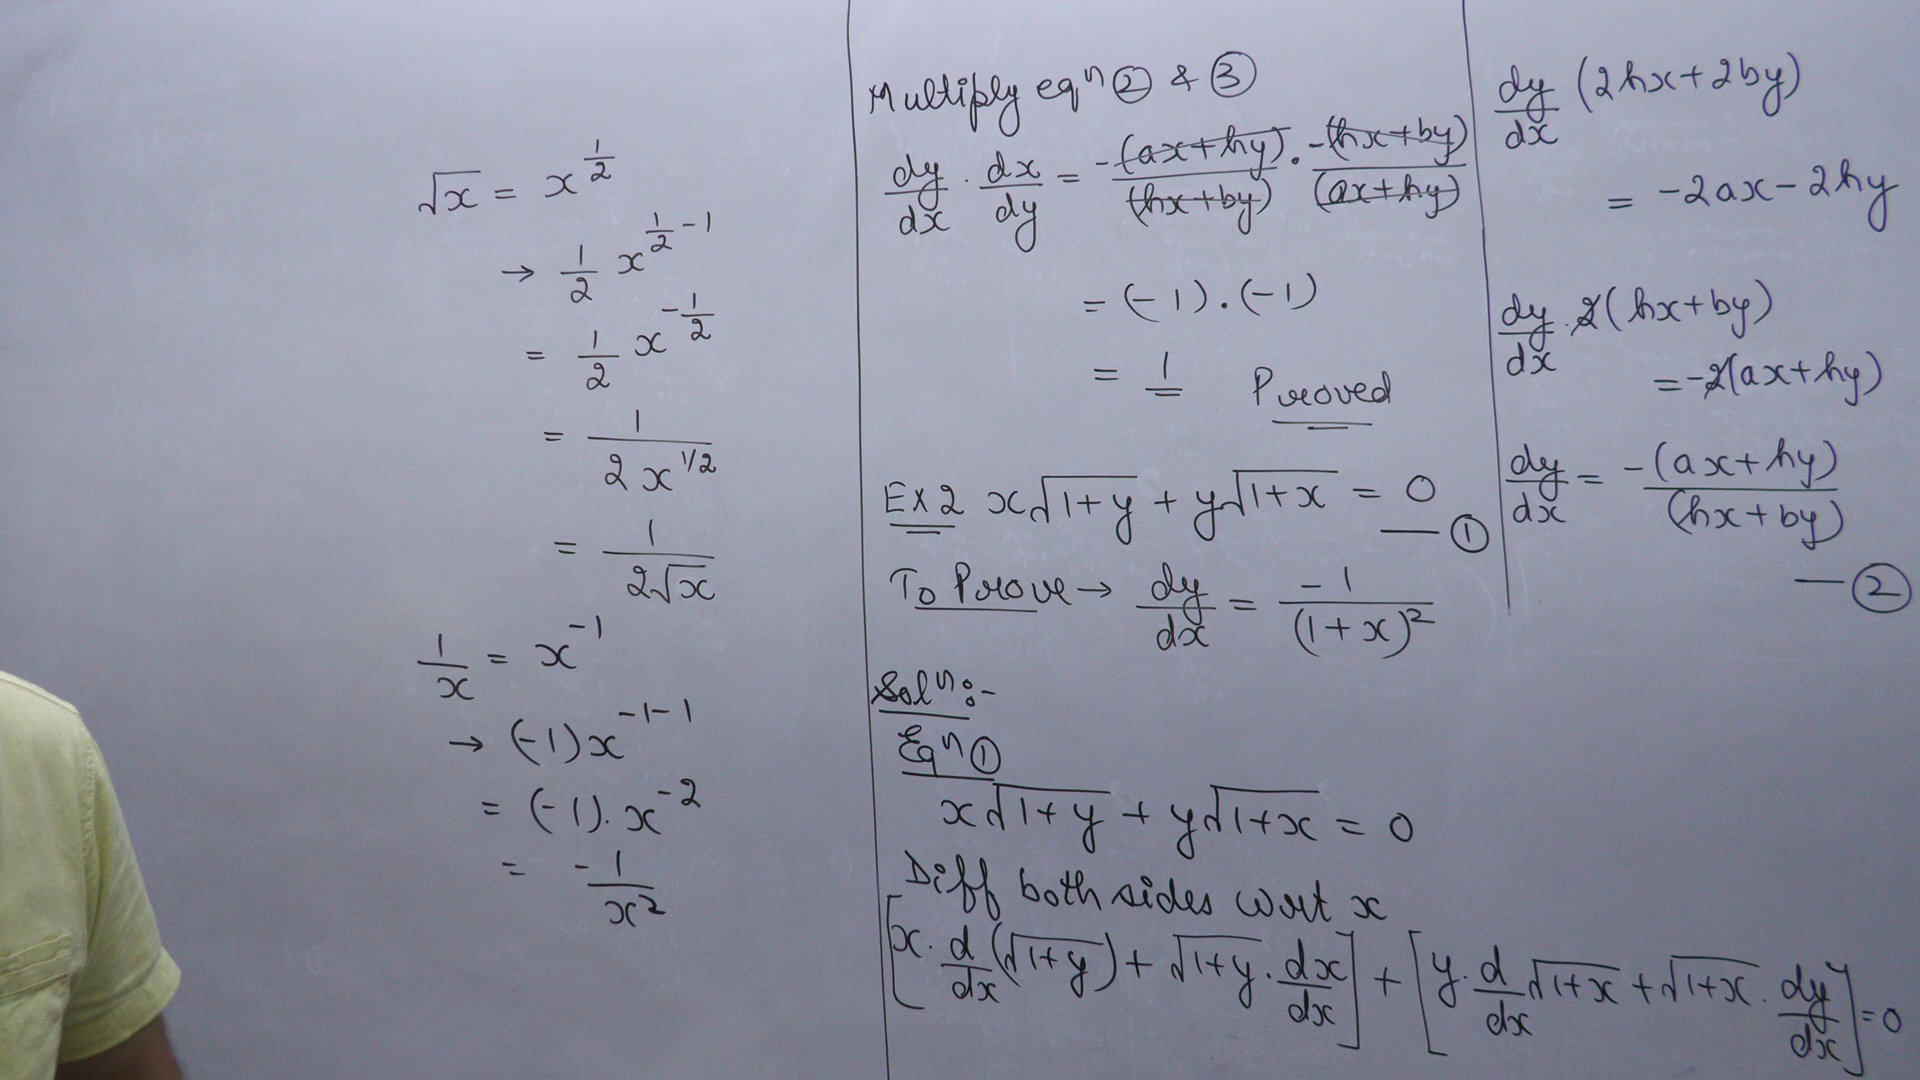 √x = x^(1/2)
→ 1/2 x^(1/2 - 1)
= 1/2 x^(-1/2)
= 1/(2 x^(1/2))
= 1/(2√x)
1/x = x^(-1)
→ (-1)x^(-1-1)
= (-1).x^(-2)
= -1/x²
Multiply eqⁿ ② & ③
dy/dx . dx/dy = -(ax+hy)/(hx+by) . -(hx+by)/(ax+hy)
= (-1).(-1)
= 1 Proved
Ex 2 x√(1+y) + y√(1+x) = 0 — ①
To Prove → dy/dx = -1/(1+x)²
Solⁿ:-
Eqⁿ ①
x√(1+y) + y√(1+x) = 0
Diff both sides wrt x
[x. d/dx (√(1+y)) + √(1+y) . dx/dx] + [y. d/dx √(1+x) + √(1+x) . dy/dx] = 0
dy/dx (2hx+2by)
= -2ax-2hy
dy/dx . 2(hx+by)
= -2(ax+hy)
dy/dx = -(ax+hy)/(hx+by)
— ②